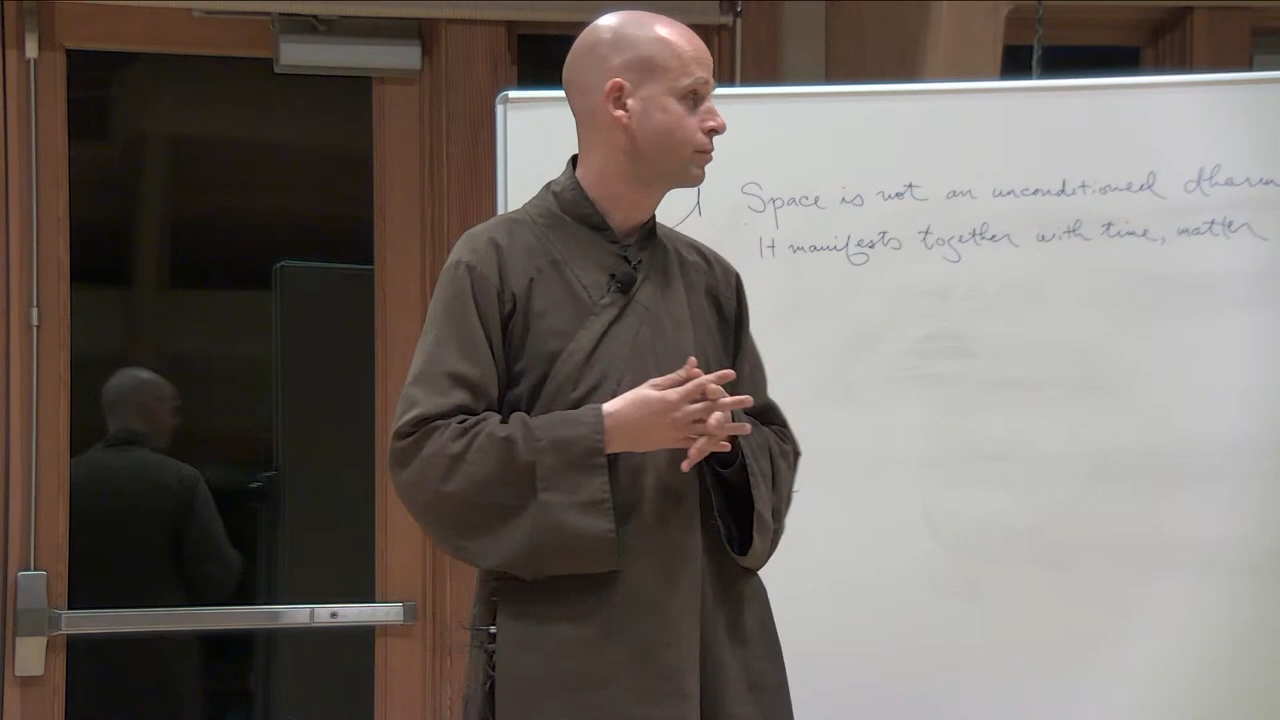 Space is not an unconditioned dharm
It manifests together with time, matter